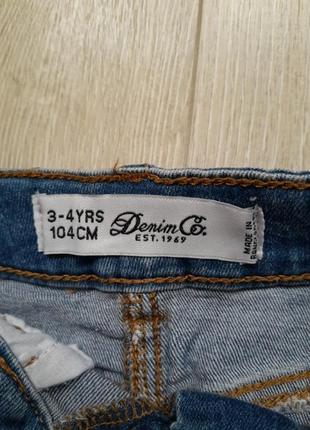 3-4YRS
104CM
Denim Co.
EST. 1969
MADE IN